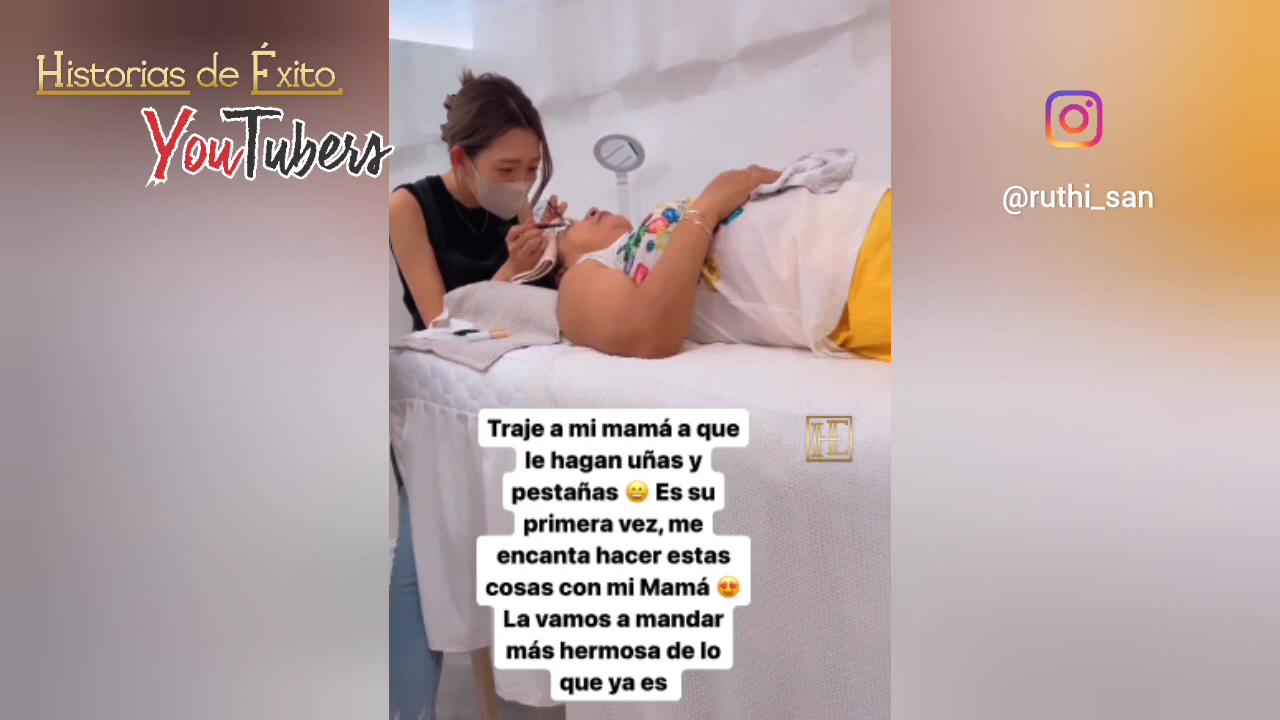 Historias de Éxito
YouTubers
@ruthi_san
HE
Traje a mi mamá a que
le hagan uñas y
pestañas 😁 Es su
primera vez, me
encanta hacer estas
cosas con mi Mamá 😍
La vamos a mandar
más hermosa de lo
que ya es